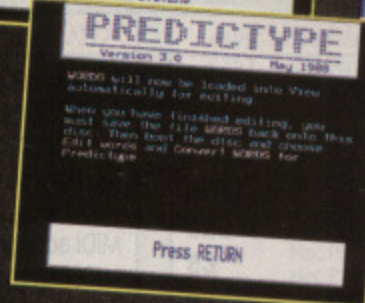 PREDICTYPE
Version 3.0 May 1988
WORDS will now be loaded into View
automatically for editing
When you have finished editing, you
must save the file WORDS back onto this
disc. Then boot the disc and choose
Edit words and Convert WORDS for
Predictype
Press RETURN